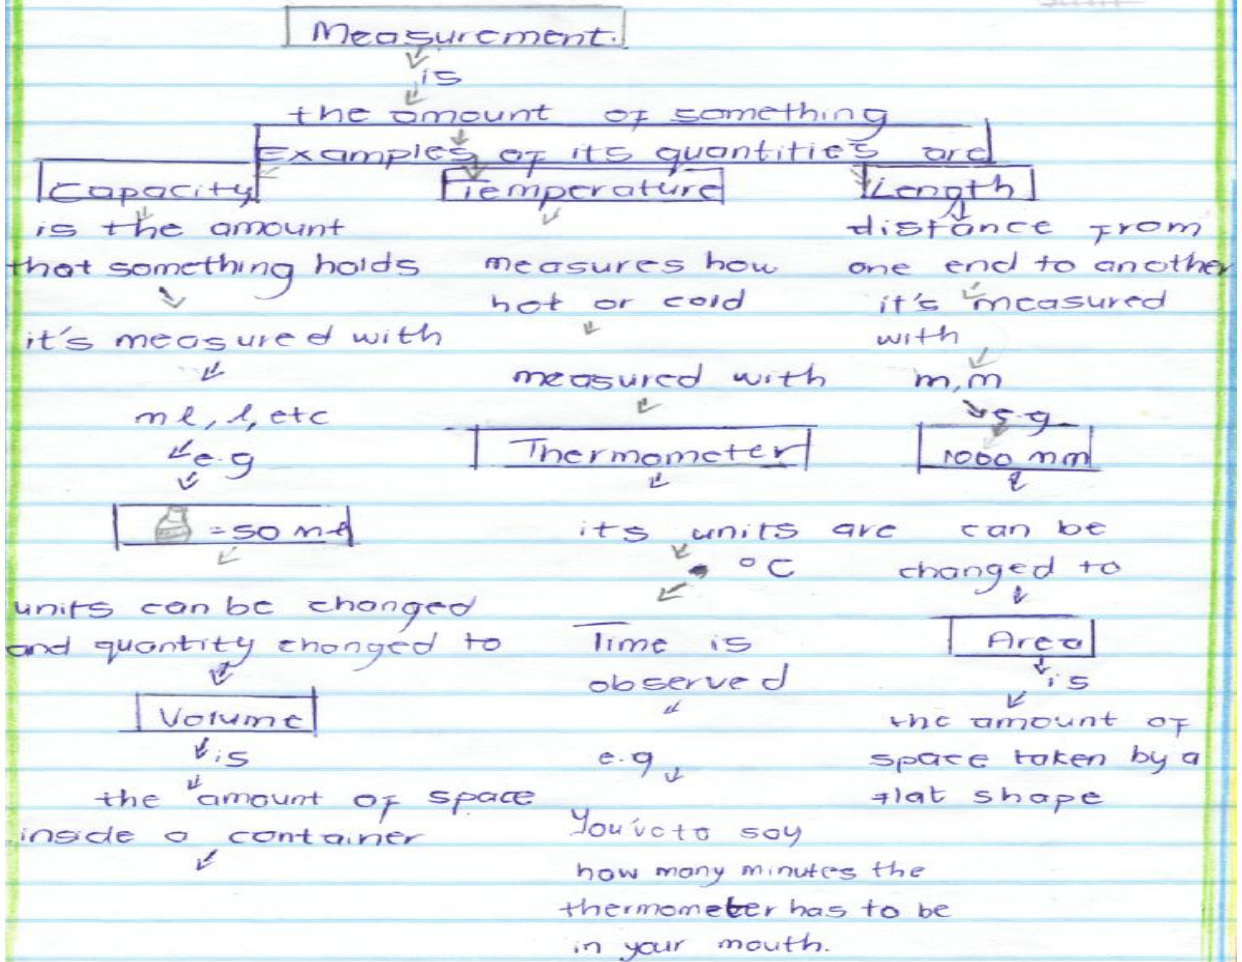 Measurement.
is
the amount of something
Examples of its quantities are
Capacity
is the amount
that something holds
it's measured with
ml, l, etc
e.g
= 50 ml
units can be changed
and quantity changed to
Volume
is
the amount of space
inside a container
Temperature
measures how
hot or cold
measured with
Thermometer
its units are
°C
Time is
observed
e.g
You've to say
how many minutes the
thermometer has to be
in your mouth.
Length
distance from
one end to another
it's measured
with
m, m
e.g
1000 mm
can be
changed to
Area
is
the amount of
space taken by a
flat shape